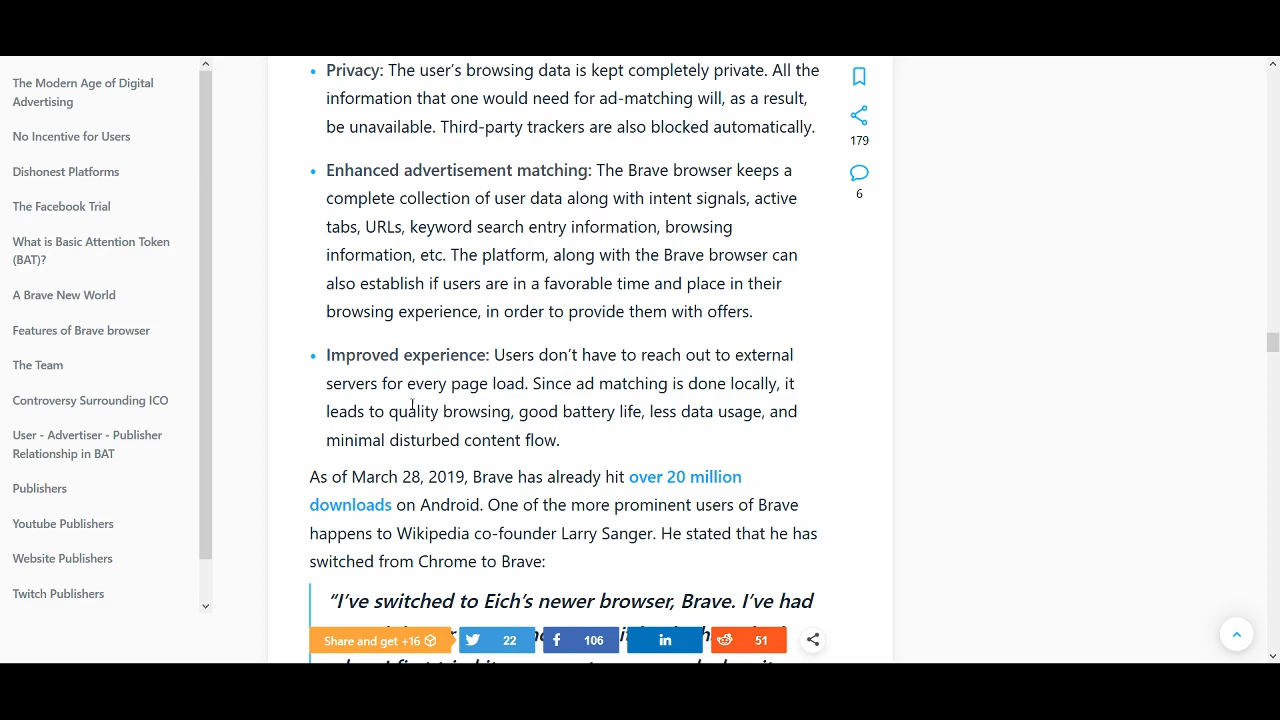 The Modern Age of Digital
Advertising
No Incentive for Users
Dishonest Platforms
The Facebook Trial
What is Basic Attention Token
(BAT)?
A Brave New World
Features of Brave browser
The Team
Controversy Surrounding ICO
User - Advertiser - Publisher
Relationship in BAT
Publishers
Youtube Publishers
Website Publishers
Twitch Publishers
• Privacy: The user's browsing data is kept completely private. All the
information that one would need for ad-matching will, as a result,
be unavailable. Third-party trackers are also blocked automatically.
• Enhanced advertisement matching: The Brave browser keeps a
complete collection of user data along with intent signals, active
tabs, URLs, keyword search entry information, browsing
information, etc. The platform, along with the Brave browser can
also establish if users are in a favorable time and place in their
browsing experience, in order to provide them with offers.
• Improved experience: Users don't have to reach out to external
servers for every page load. Since ad matching is done locally, it
leads to quality browsing, good battery life, less data usage, and
minimal disturbed content flow.
As of March 28, 2019, Brave has already hit over 20 million
downloads on Android. One of the more prominent users of Brave
happens to Wikipedia co-founder Larry Sanger. He stated that he has
switched from Chrome to Brave:
“I've switched to Eich's newer browser, Brave. I've had
Share and get +16 22 106 in 51
179
6